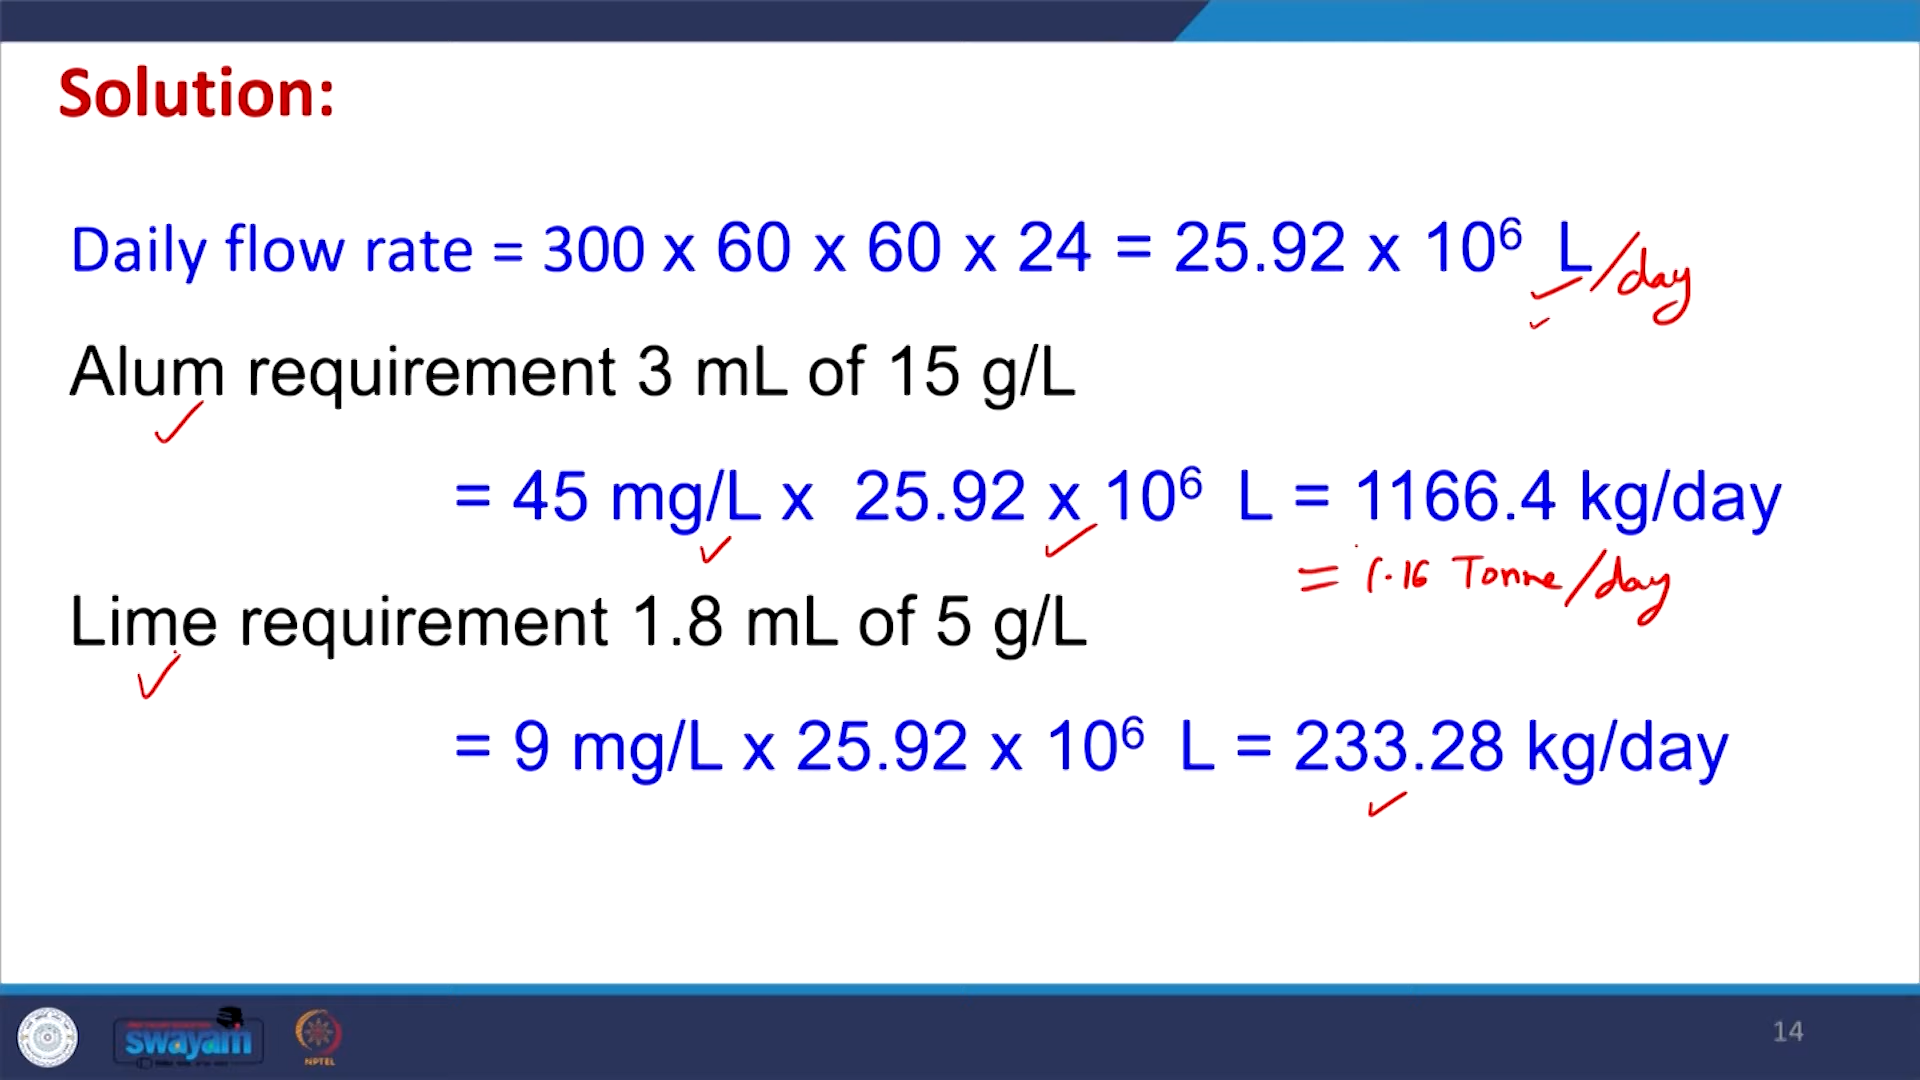 Solution:
Daily flow rate = 300 x 60 x 60 x 24 = 25.92 x 10⁶ L /day
Alum requirement 3 mL of 15 g/L
= 45 mg/L x 25.92 x 10⁶ L = 1166.4 kg/day
= 1.16 Tonne/day
Lime requirement 1.8 mL of 5 g/L
= 9 mg/L x 25.92 x 10⁶ L = 233.28 kg/day
swayam
NPTEL
14